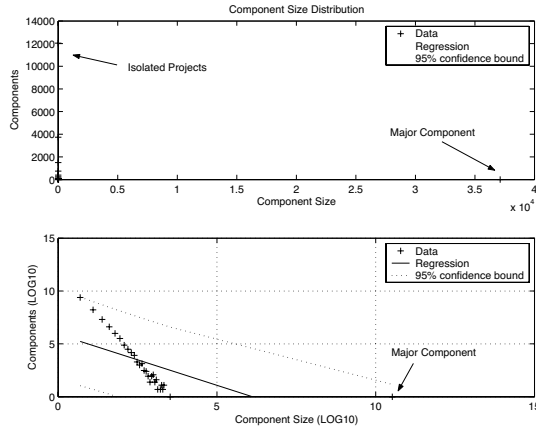 Component Size Distribution
14000
12000
10000
8000
6000
4000
2000
0
Components
Data
Regression
95% confidence bound
Isolated Projects
Major Component
0
0.5
1
1.5
2
2.5
3
3.5
4
x 10^4
Component Size
15
10
5
0
Components (LOG10)
Data
Regression
95% confidence bound
Major Component
0
5
10
15
Component Size (LOG10)